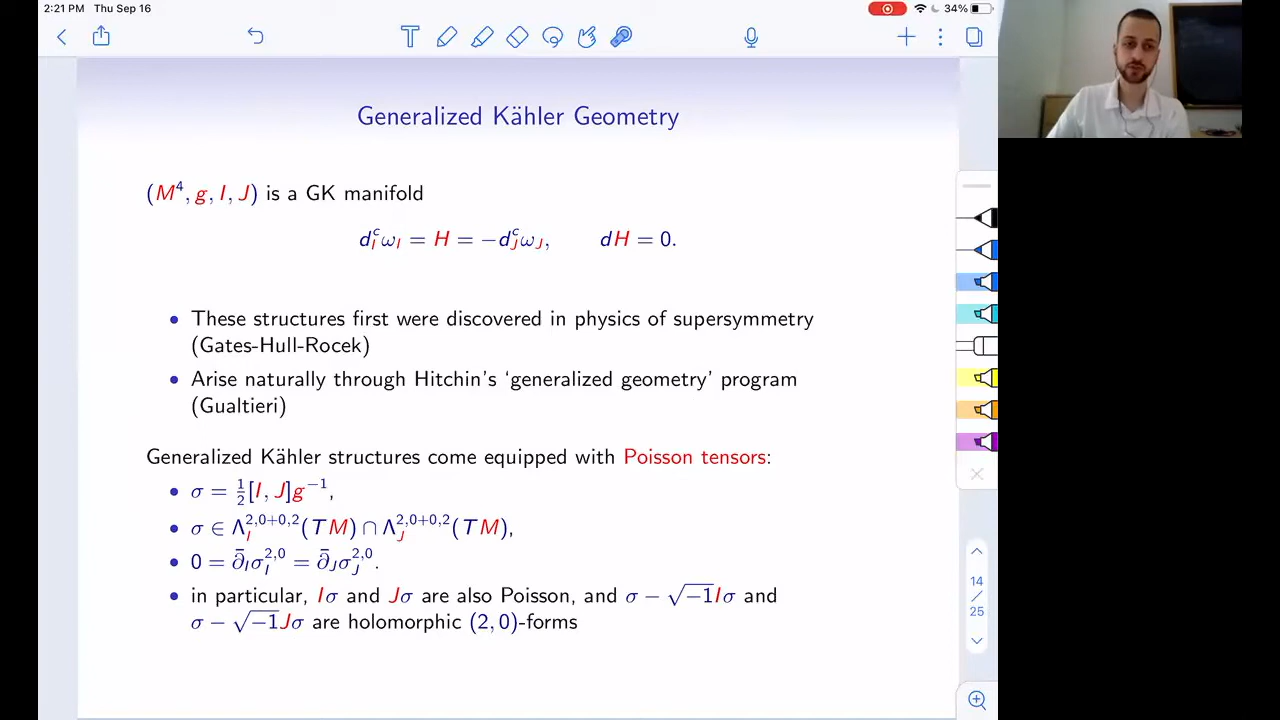 2:21 PM Thu Sep 16
34%
Generalized Kähler Geometry
(M⁴, g, I, J) is a GK manifold
d^c_I ω_I = H = −d^c_J ω_J, dH = 0.
• These structures first were discovered in physics of supersymmetry
(Gates-Hull-Rocek)
• Arise naturally through Hitchin's ‘generalized geometry’ program
(Gualtieri)
Generalized Kähler structures come equipped with Poisson tensors:
• σ = ½[I, J]g⁻¹,
• σ ∈ Λ_I^{2,0+0,2}(TM) ∩ Λ_J^{2,0+0,2}(TM),
• 0 = ∂̄_I σ_I^{2,0} = ∂̄_J σ_J^{2,0}.
• in particular, Iσ and Jσ are also Poisson, and σ − √−1Iσ and
σ − √−1Jσ are holomorphic (2, 0)-forms
14
/
25